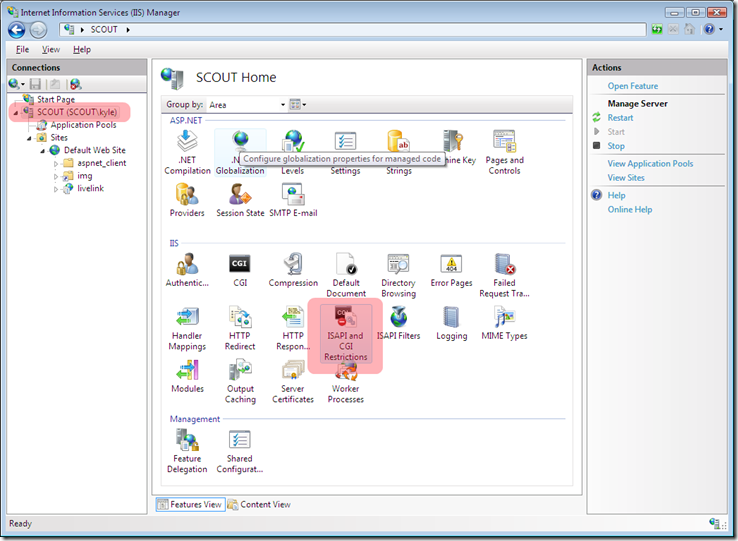 Internet Information Services (IIS) Manager
SCOUT
File View Help
Connections
Start Page
SCOUT (SCOUT\kyle)
Application Pools
Sites
Default Web Site
aspnet_client
img
livelink
SCOUT Home
Group by: Area
ASP.NET
.NET Compilation
.N
Globalization
Levels
Settings
Strings
ine Key
Pages and Controls
Configure globalization properties for managed code
Providers
Session State
SMTP E-mail
IIS
Authentic...
CGI
Compression
Default Document
Directory Browsing
Error Pages
Failed Request Tra...
Handler Mappings
HTTP Redirect
HTTP Respon...
ISAPI and CGI Restrictions
ISAPI Filters
Logging
MIME Types
Modules
Output Caching
Server Certificates
Worker Processes
Management
Feature Delegation
Shared Configurat...
Features View
Content View
Actions
Open Feature
Manage Server
Restart
Start
Stop
View Application Pools
View Sites
Help
Online Help
Ready